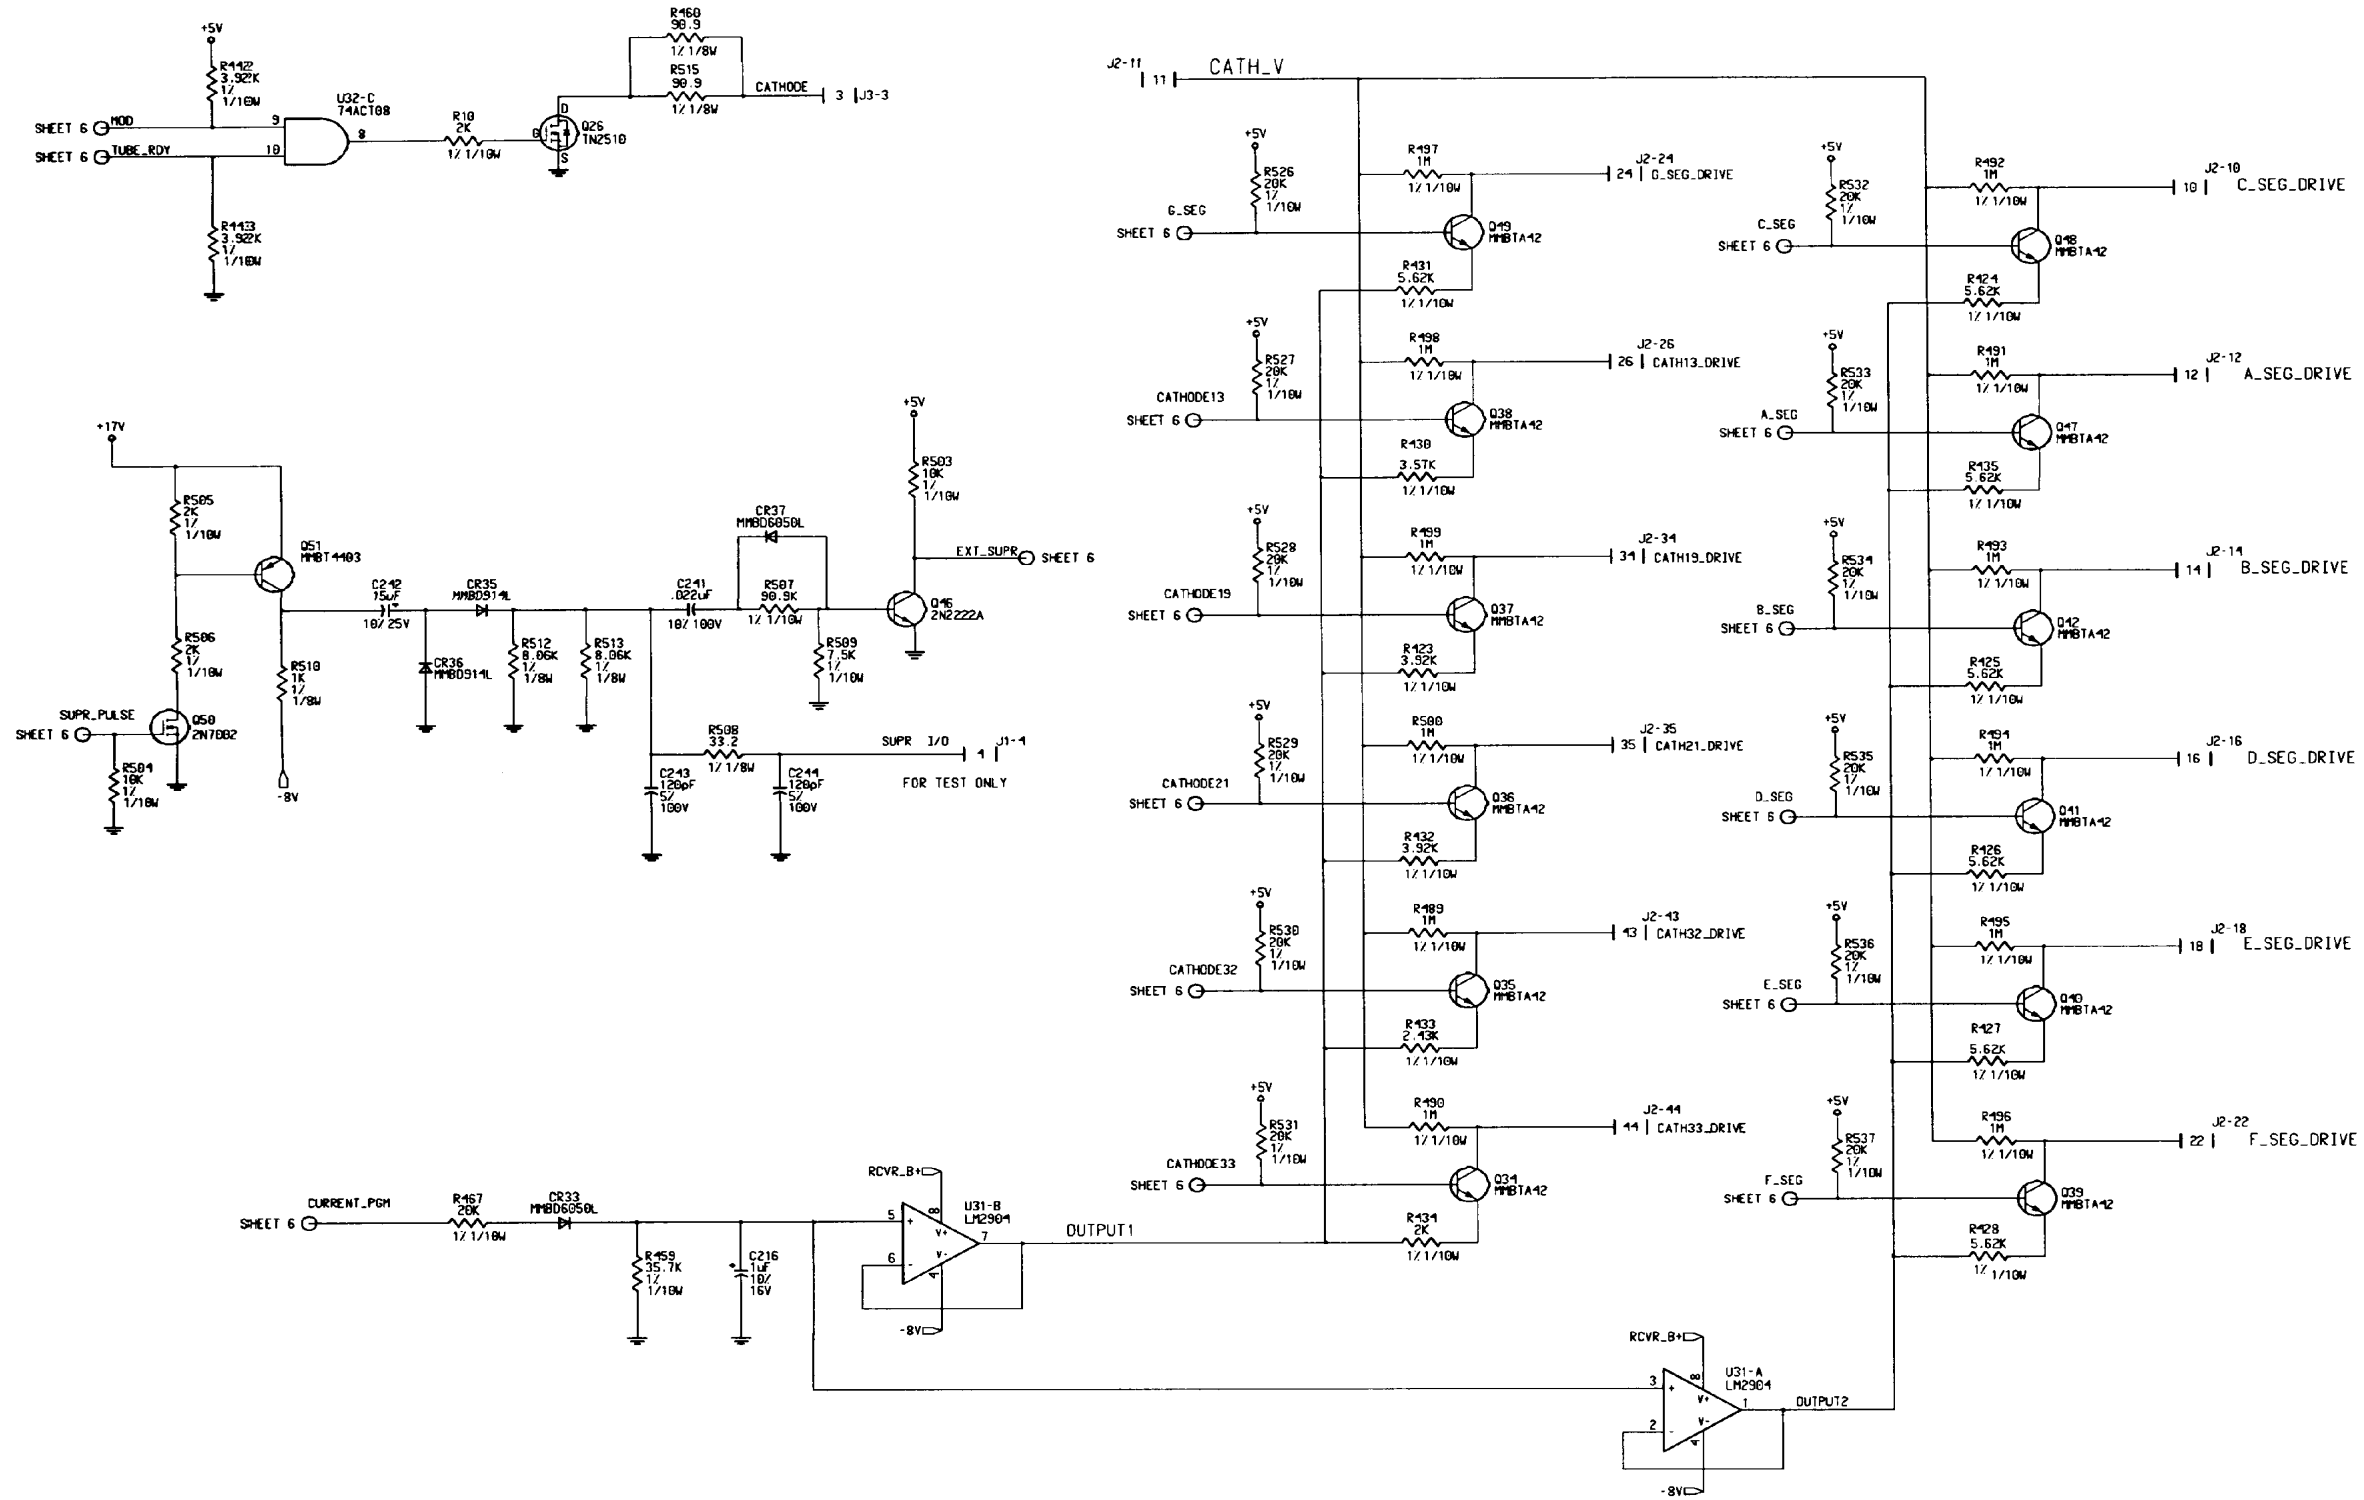 +5V
R442
3.92K
1%
1/10W
SHEET 6 MOD
SHEET 6 TUBE_RDY
9
10
U32-C
74ACT08
8
R443
3.92K
1%
1/10W
R10
2K
1% 1/10W
D
G
S
Q26
TN2510
R460
90.9
1% 1/8W
R515
90.9
1% 1/8W
CATHODE
3 J3-3
+17V
R505
2K
1%
1/10W
Q51
MMBT4403
R506
2K
1%
1/10W
R510
1K
1%
1/8W
-8V
SUPR_PULSE
SHEET 6
Q50
2N7002
R504
10K
1%
1/10W
C242
15uF
10% 25V
CR35
MMBD914L
CR36
MMBD914L
R512
8.06K
1%
1/8W
R513
8.06K
1%
1/8W
C241
.022uF
10% 100V
CR37
MMBD6050L
R507
90.9K
1% 1/10W
R509
7.5K
1%
1/10W
+5V
R503
10K
1%
1/10W
EXT_SUPR SHEET 6
Q46
2N2222A
R508
33.2
1% 1/8W
C243
120pF
5%
100V
C244
120pF
5%
100V
SUPR I/O
4 J1-4
FOR TEST ONLY
CURRENT_PGM
SHEET 6
R467
20K
1% 1/10W
CR33
MMBD6050L
R459
35.7K
1%
1/10W
C216
1uF
10%
16V
RCVR_B+
5 +
6 -
8
V+
V-
4
-8V
U31-B
LM2904
7
OUTPUT1
J2-11
11
CATH_V
+5V
R526
20K
1%
1/10W
G_SEG
SHEET 6
R497
1M
1% 1/10W
Q49
MMBTA42
R431
5.62K
1% 1/10W
J2-24
24 G_SEG_DRIVE
+5V
R527
20K
1%
1/10W
CATHODE13
SHEET 6
R498
1M
1% 1/10W
Q38
MMBTA42
R430
3.57K
1% 1/10W
J2-26
26 CATH13_DRIVE
+5V
R528
20K
1%
1/10W
CATHODE19
SHEET 6
R499
1M
1% 1/10W
Q37
MMBTA42
R423
3.92K
1% 1/10W
J2-34
34 CATH19_DRIVE
+5V
R529
20K
1%
1/10W
CATHODE21
SHEET 6
R500
1M
1% 1/10W
Q36
MMBTA42
R432
3.92K
1% 1/10W
J2-35
35 CATH21_DRIVE
+5V
R530
20K
1%
1/10W
CATHODE32
SHEET 6
R489
1M
1% 1/10W
Q35
MMBTA42
R433
2.43K
1% 1/10W
J2-43
43 CATH32_DRIVE
+5V
R531
20K
1%
1/10W
CATHODE33
SHEET 6
R490
1M
1% 1/10W
Q34
MMBTA42
R434
2K
1% 1/10W
J2-44
44 CATH33_DRIVE
+5V
R532
20K
1%
1/10W
C_SEG
SHEET 6
R492
1M
1% 1/10W
Q48
MMBTA42
R424
5.62K
1% 1/10W
J2-10
10 C_SEG_DRIVE
+5V
R533
20K
1%
1/10W
A_SEG
SHEET 6
R491
1M
1% 1/10W
Q47
MMBTA42
R435
5.62K
1% 1/10W
J2-12
12 A_SEG_DRIVE
+5V
R534
20K
1%
1/10W
B_SEG
SHEET 6
R493
1M
1% 1/10W
Q42
MMBTA42
R425
5.62K
1% 1/10W
J2-14
14 B_SEG_DRIVE
+5V
R535
20K
1%
1/10W
D_SEG
SHEET 6
R494
1M
1% 1/10W
Q41
MMBTA42
R426
5.62K
1% 1/10W
J2-16
16 D_SEG_DRIVE
+5V
R536
20K
1%
1/10W
E_SEG
SHEET 6
R495
1M
1% 1/10W
Q40
MMBTA42
R427
5.62K
1% 1/10W
J2-18
18 E_SEG_DRIVE
+5V
R537
20K
1%
1/10W
F_SEG
SHEET 6
R496
1M
1% 1/10W
Q39
MMBTA42
R428
5.62K
1% 1/10W
J2-22
22 F_SEG_DRIVE
RCVR_B+
3 +
2 -
8
V+
V-
4
-8V
U31-A
LM2904
1
OUTPUT2